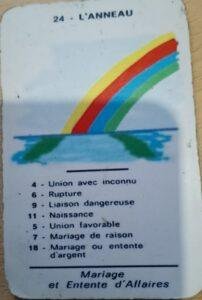 24 - L'ANNEAU
4 - Union avec inconnu
6 - Rupture
9 - Liaison dangereuse
11 - Naissance
5 - Union favorable
7 - Mariage de raison
18 - Mariage ou entente
d'argent
Mariage
et Entente d'Affaires